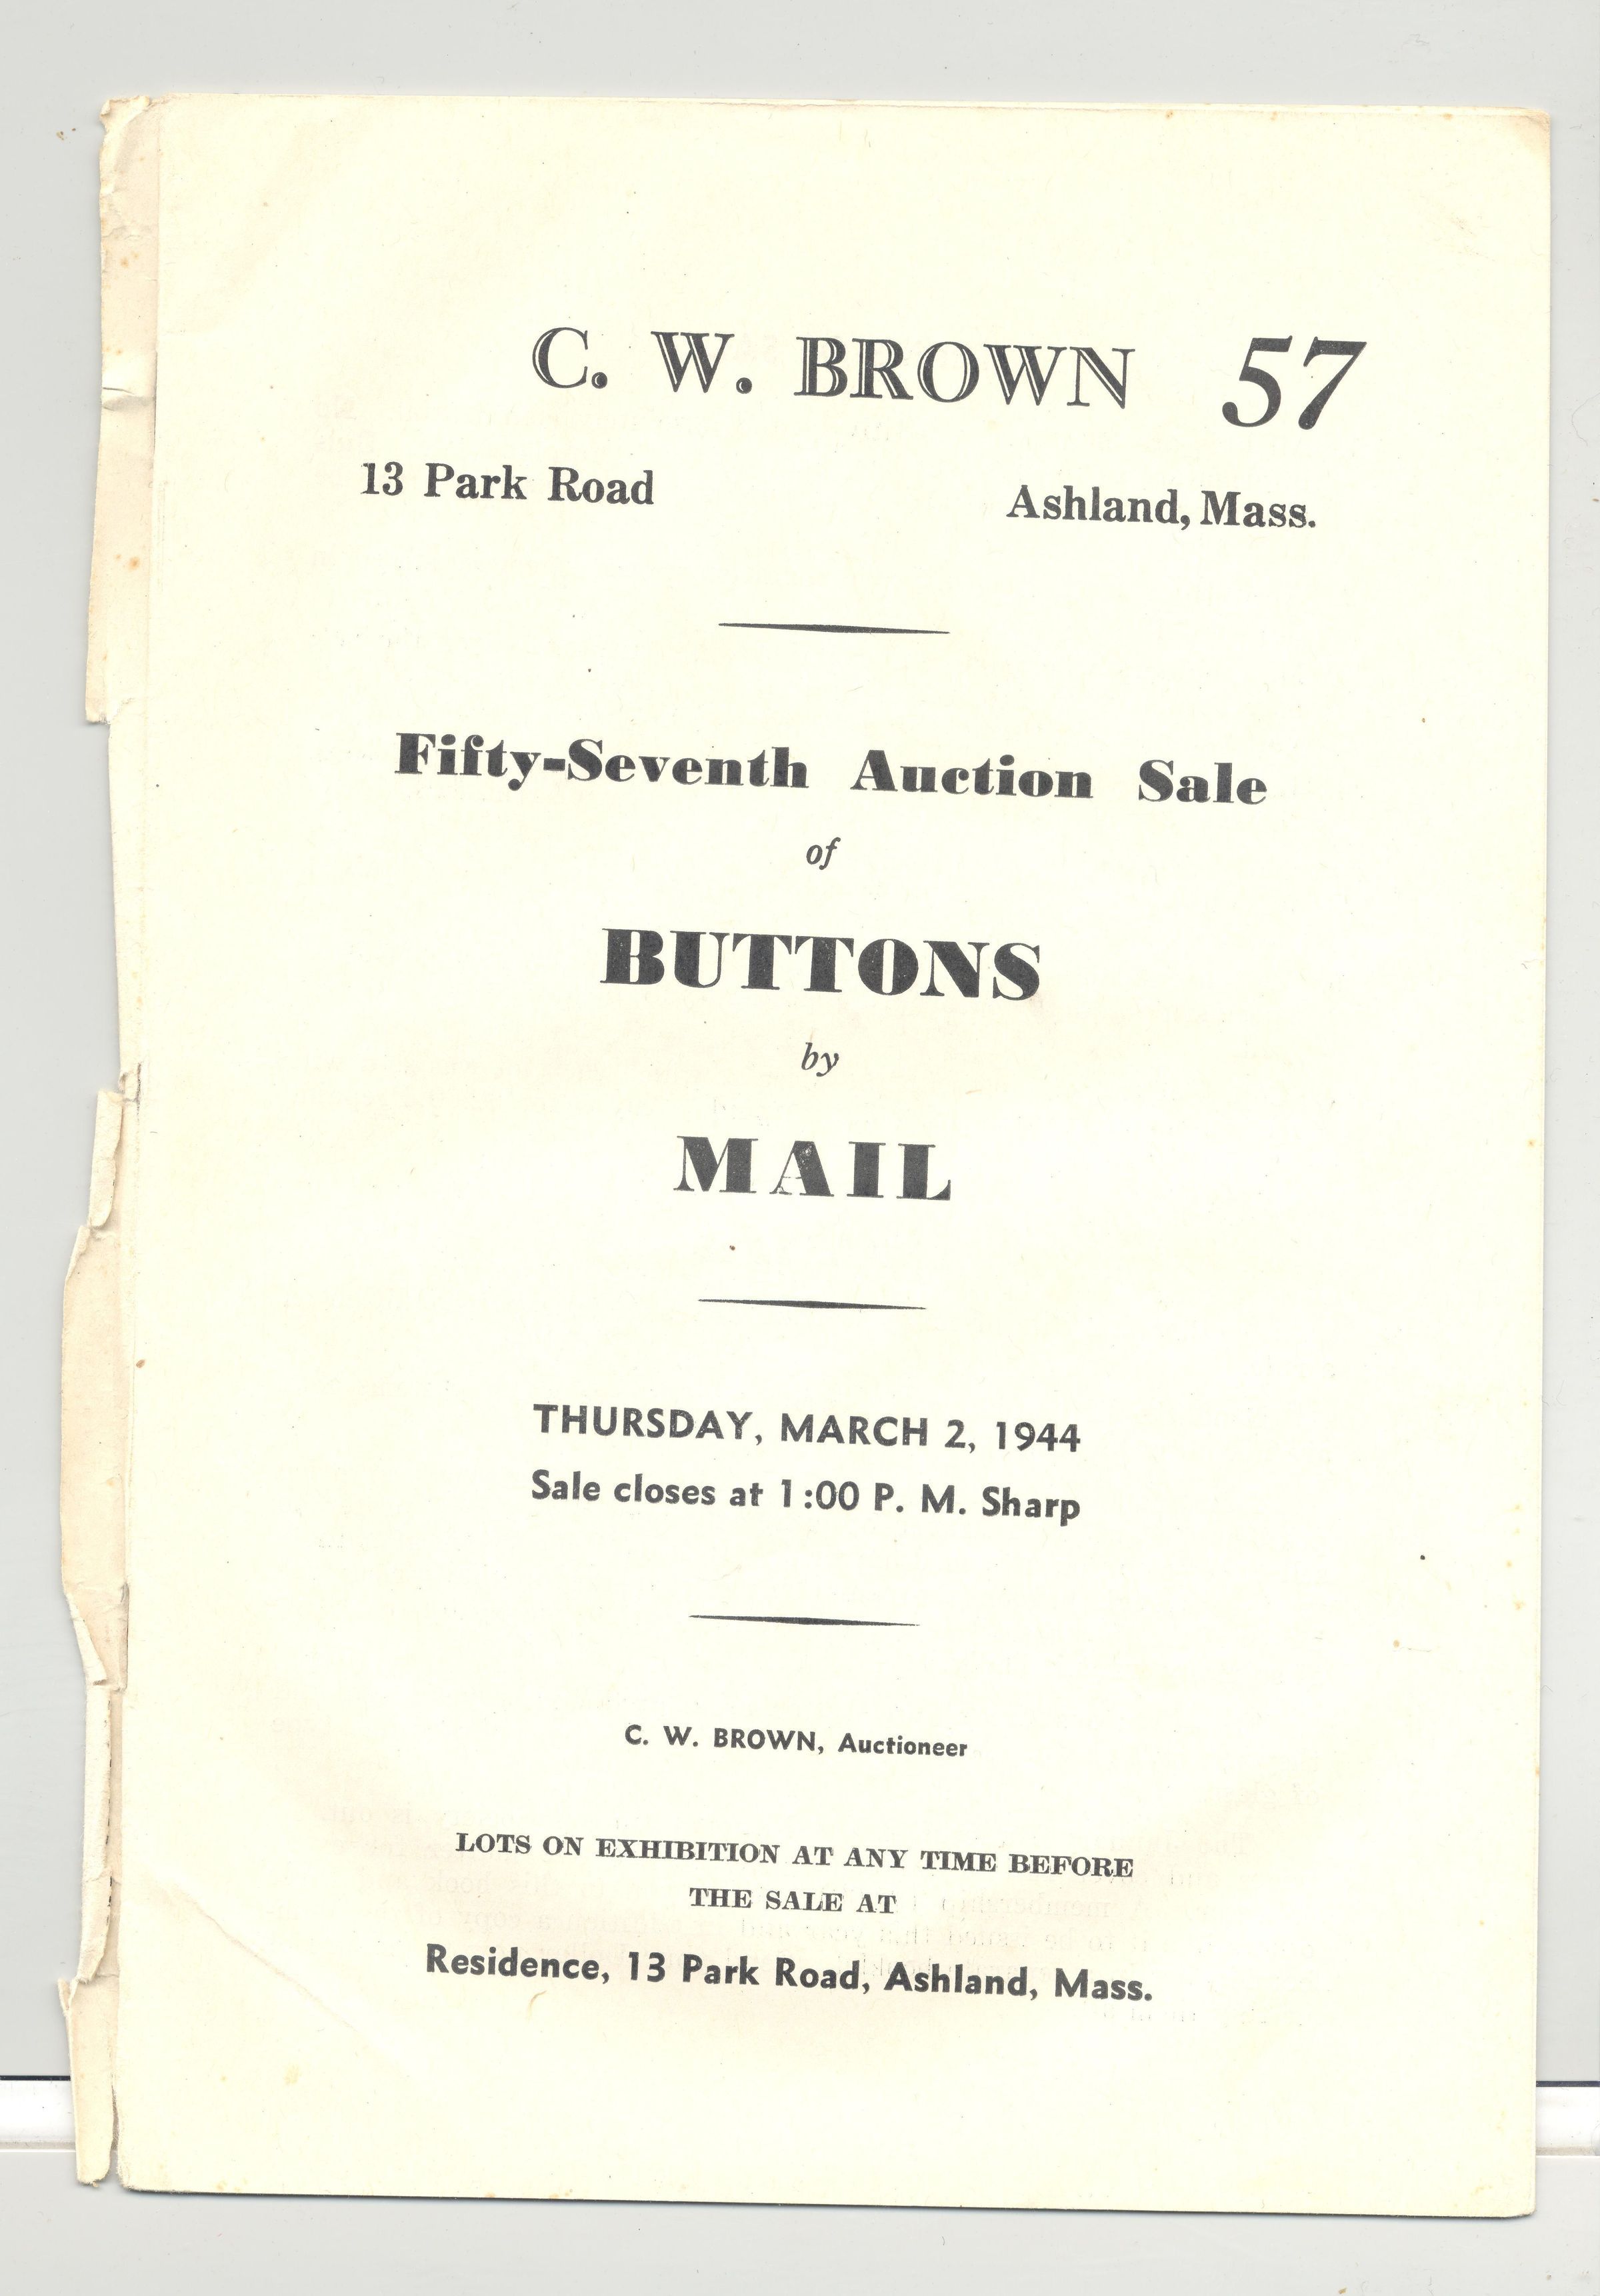 C. W. BROWN 57
13 Park Road Ashland, Mass.
Fifty-Seventh Auction Sale
of
BUTTONS
by
MAIL
THURSDAY, MARCH 2, 1944
Sale closes at 1:00 P. M. Sharp
C. W. BROWN, Auctioneer
LOTS ON EXHIBITION AT ANY TIME BEFORE
THE SALE AT
Residence, 13 Park Road, Ashland, Mass.